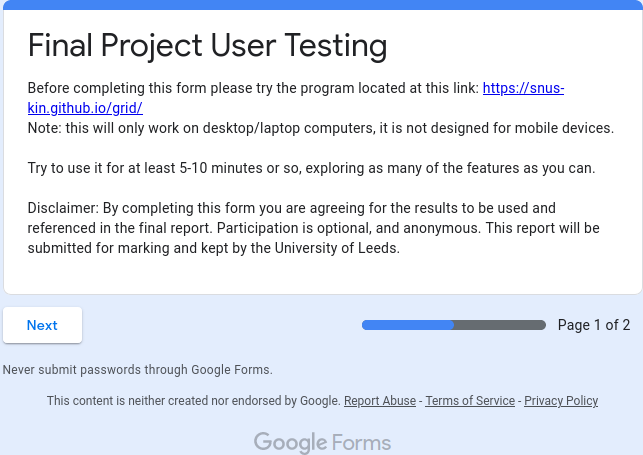 Final Project User Testing
Before completing this form please try the program located at this link: https://snus-
kin.github.io/grid/
Note: this will only work on desktop/laptop computers, it is not designed for mobile devices.
Try to use it for at least 5-10 minutes or so, exploring as many of the features as you can.
Disclaimer: By completing this form you are agreeing for the results to be used and
referenced in the final report. Participation is optional, and anonymous. This report will be
submitted for marking and kept by the University of Leeds.
Next
Page 1 of 2
Never submit passwords through Google Forms.
This content is neither created nor endorsed by Google. Report Abuse - Terms of Service - Privacy Policy
Google Forms